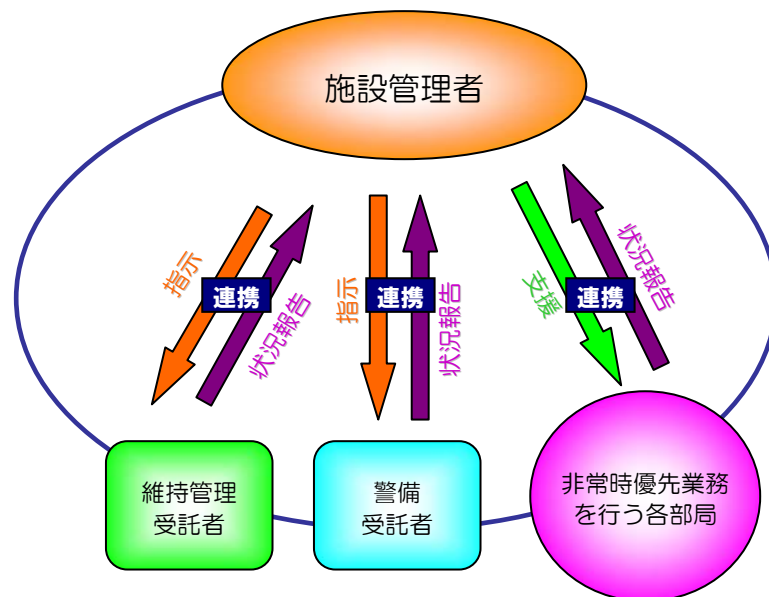 施設管理者
指示
連携
状況報告
指示
連携
状況報告
支援
連携
状況報告
維持管理
受託者
警備
受託者
非常時優先業務
を行う各部局